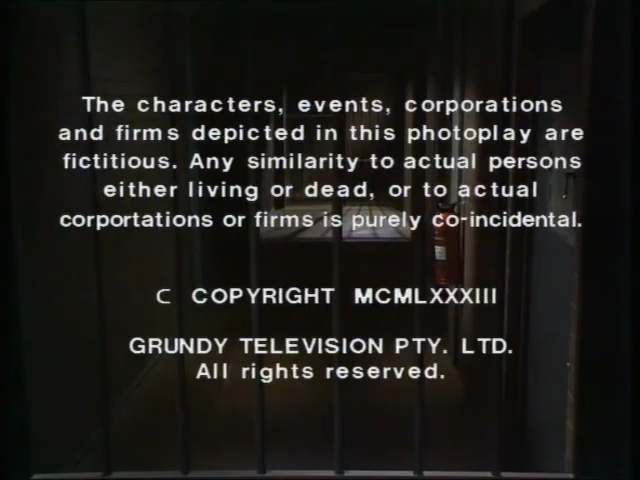 The characters, events, corporations
and firms depicted in this photoplay are
fictitious. Any similarity to actual persons
either living or dead, or to actual
corportations or firms is purely co-incidental.
C COPYRIGHT MCMLXXXIII
GRUNDY TELEVISION PTY. LTD.
All rights reserved.